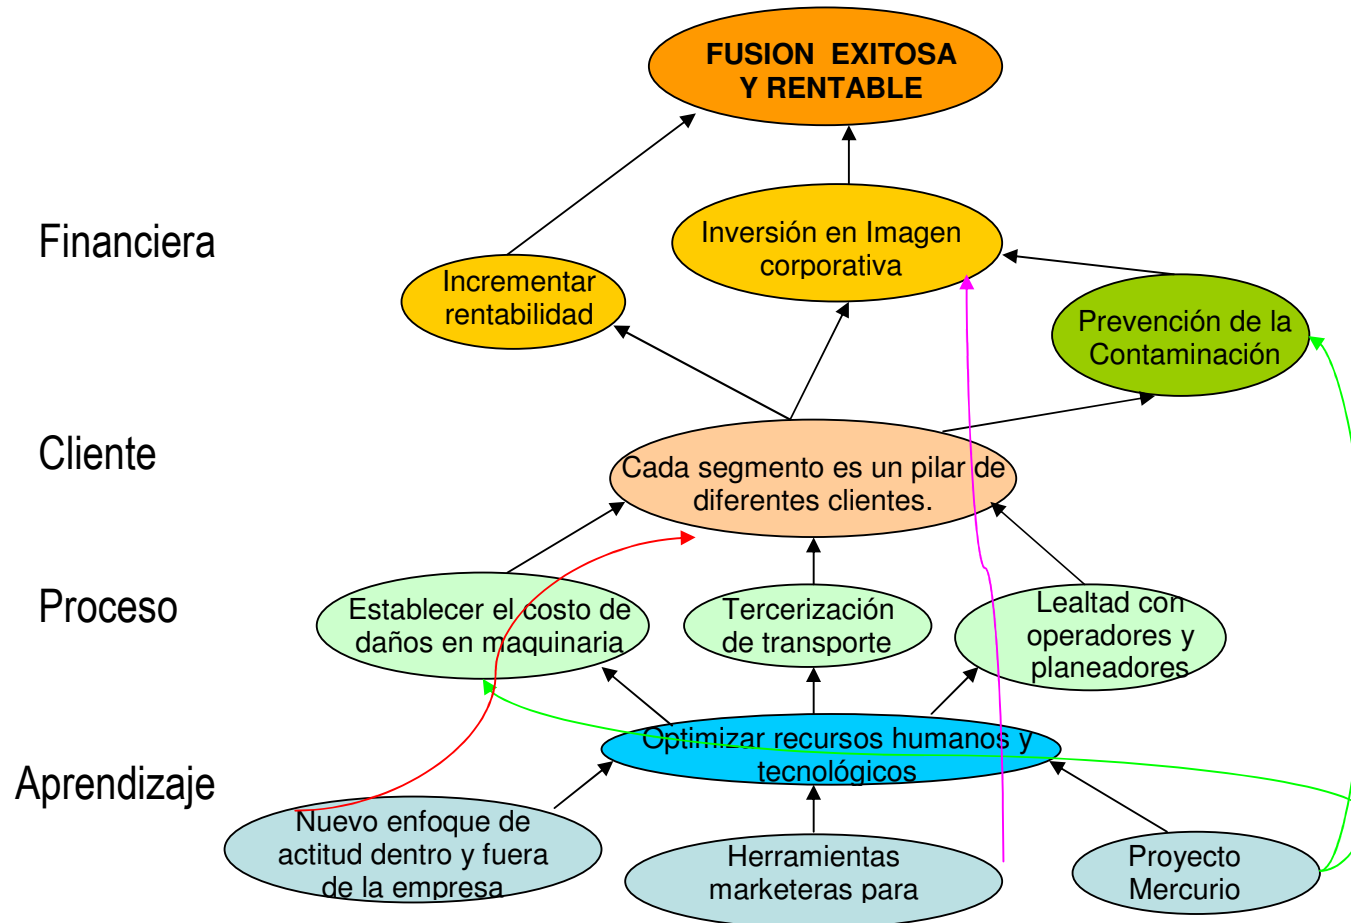 FUSION EXITOSA
Y RENTABLE
Financiera
Inversión en Imagen
corporativa
Incrementar
rentabilidad
Prevención de la
Contaminación
Cliente
Cada segmento es un pilar de
diferentes clientes.
Proceso
Establecer el costo de
daños en maquinaria
Tercerización
de transporte
Lealtad con
operadores y
planeadores
Optimizar recursos humanos y
tecnológicos
Aprendizaje
Nuevo enfoque de
actitud dentro y fuera
de la empresa
Herramientas
marketeras para
Proyecto
Mercurio